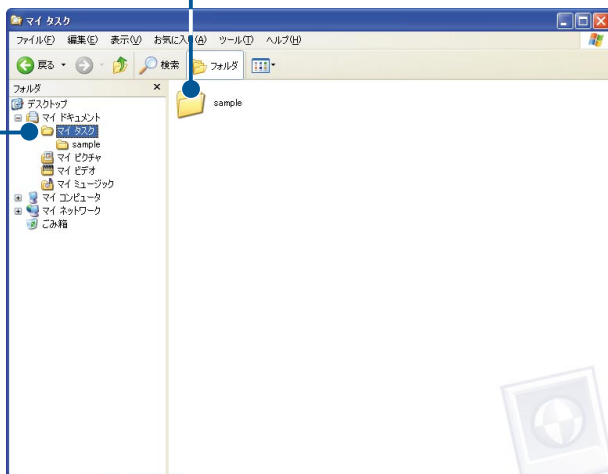 マイ タスク
ファイル(F) 編集(E) 表示(V) お気に入り(A) ツール(T) ヘルプ(H)
戻る 検索 フォルダ
フォルダ ×
デスクトップ
マイ ドキュメント
マイ タスク
sample
マイ ピクチャ
マイ ビデオ
マイ ミュージック
マイ コンピュータ
マイ ネットワーク
ごみ箱
sample